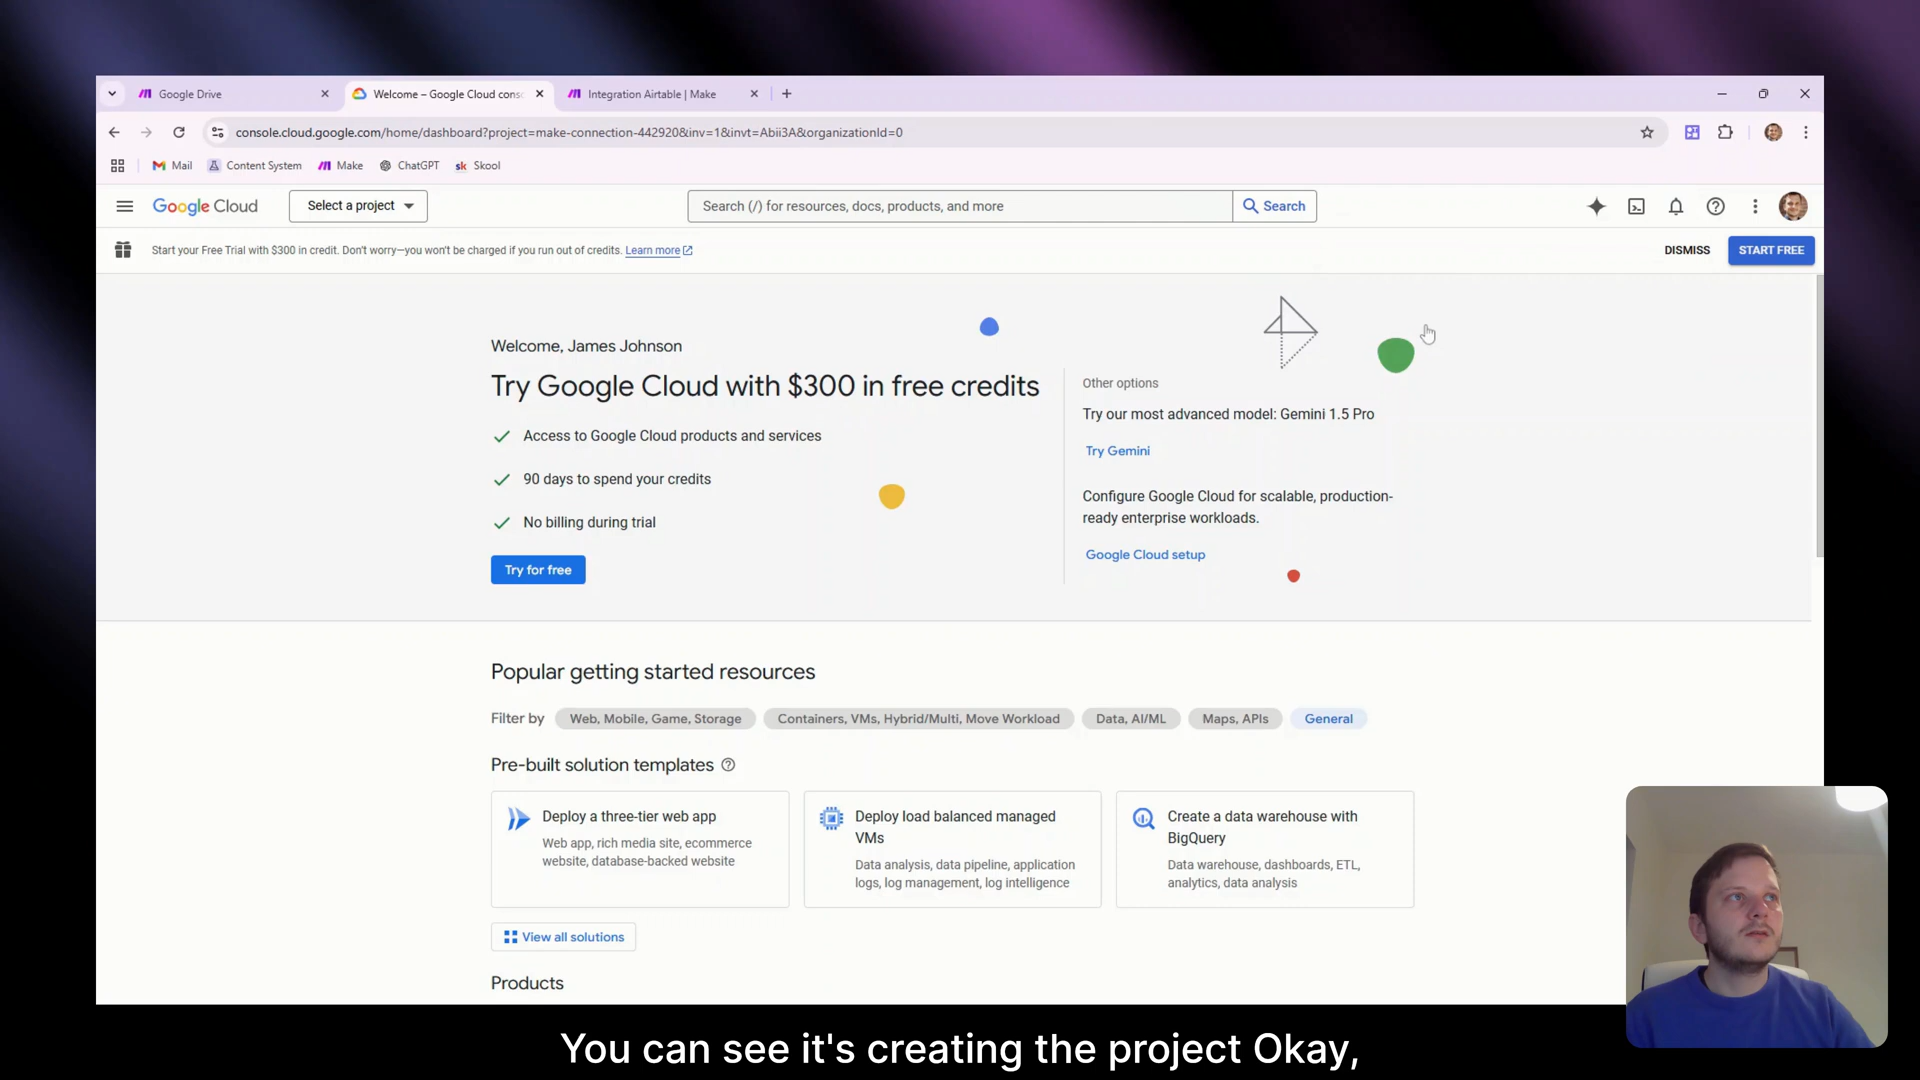 Google Drive
Welcome – Google Cloud conso
Integration Airtable | Make
console.cloud.google.com/home/dashboard?project=make-connection-442920&inv=1&invt=Abii3A&organizationId=0
Mail
Content System
Make
ChatGPT
sk Skool
Google Cloud
Select a project
Search (/) for resources, docs, products, and more
Search
Start your Free Trial with $300 in credit. Don't worry—you won't be charged if you run out of credits. Learn more
DISMISS
START FREE
Welcome, James Johnson
Try Google Cloud with $300 in free credits
Access to Google Cloud products and services
90 days to spend your credits
No billing during trial
Try for free
Other options
Try our most advanced model: Gemini 1.5 Pro
Try Gemini
Configure Google Cloud for scalable, production-
ready enterprise workloads.
Google Cloud setup
Popular getting started resources
Filter by
Web, Mobile, Game, Storage
Containers, VMs, Hybrid/Multi, Move Workload
Data, AI/ML
Maps, APIs
General
Pre-built solution templates
Deploy a three-tier web app
Web app, rich media site, ecommerce
website, database-backed website
Deploy load balanced managed
VMs
Data analysis, data pipeline, application
logs, log management, log intelligence
Create a data warehouse with
BigQuery
Data warehouse, dashboards, ETL,
analytics, data analysis
View all solutions
Products
You can see it's creating the project Okay,